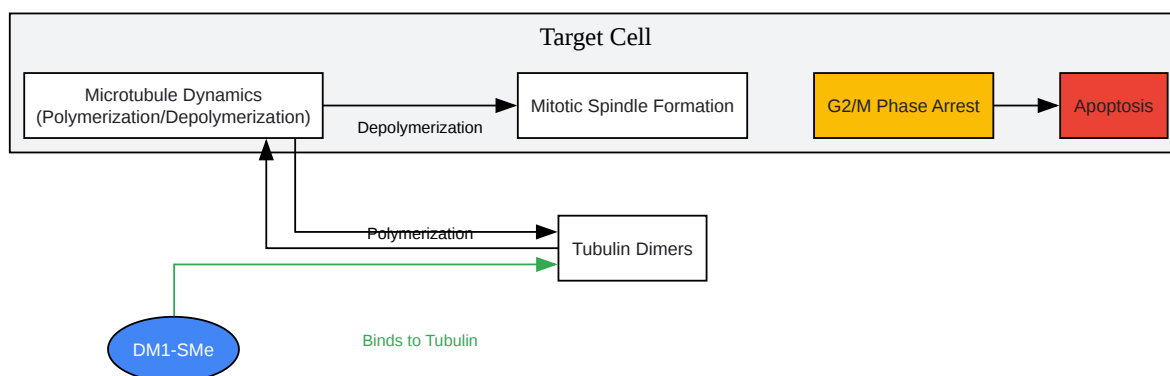 Target Cell
Microtubule Dynamics
(Polymerization/Depolymerization)
Mitotic Spindle Formation
G2/M Phase Arrest
Apoptosis
Depolymerization
Polymerization
Tubulin Dimers
Binds to Tubulin
DM1-SMe